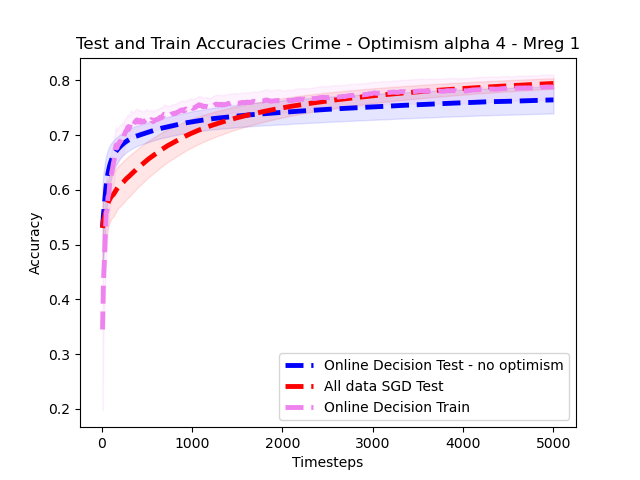 Test and Train Accuracies Crime - Optimism alpha 4 - Mreg 1
0.8
0.7
0.6
0.5
0.4
0.3
0.2
Accuracy
Online Decision Test - no optimism
All data SGD Test
Online Decision Train
0 1000 2000 3000 4000 5000
Timesteps